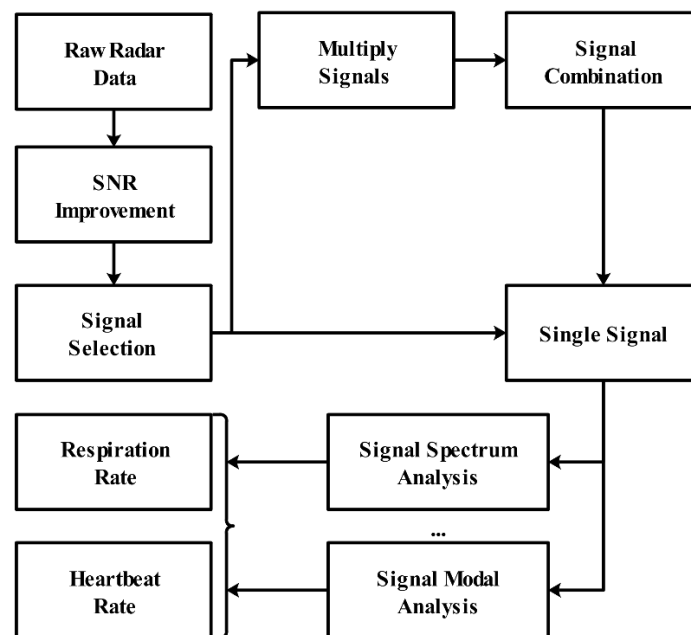 Raw Radar
Data
Multiply
Signals
Signal
Combination
SNR
Improvement
Signal
Selection
Single Signal
Respiration
Rate
Signal Spectrum
Analysis
...
Heartbeat
Rate
Signal Modal
Analysis